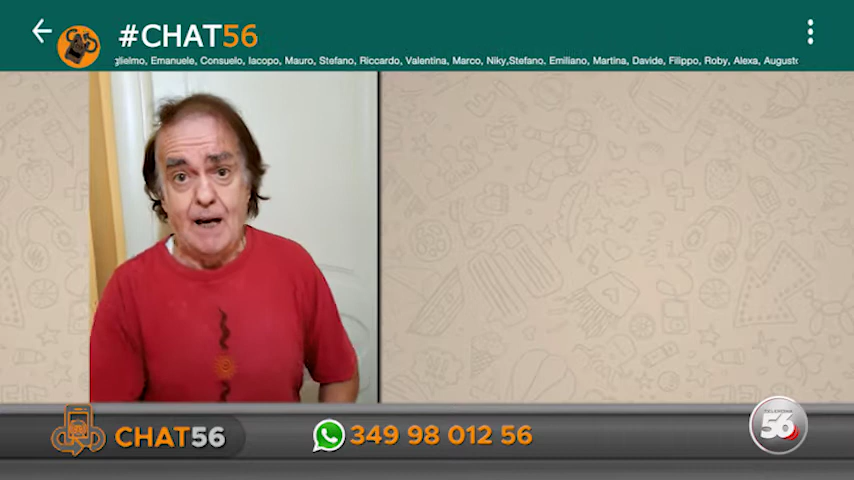 #CHAT56
glielmo, Emanuele, Consuelo, Iacopo, Mauro, Stefano, Riccardo, Valentina, Marco, Niky,Stefano. Emiliano, Martina, Davide, Filippo, Roby, Alexa, Augusto
CHAT56
349 98 012 56
TELEROMA
56